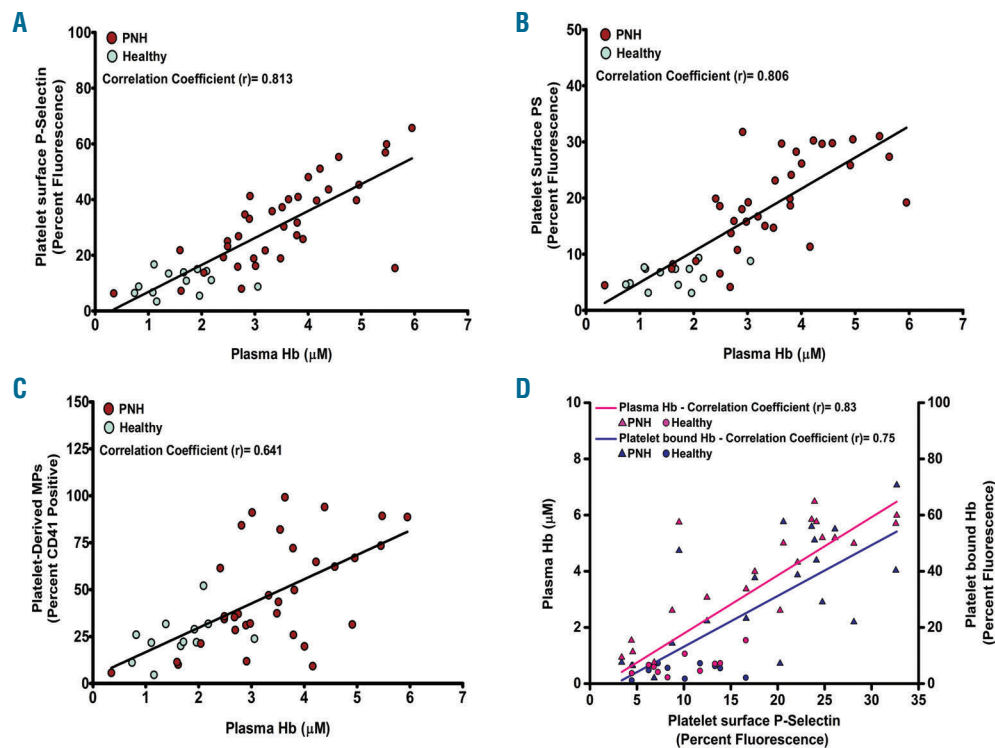 A
PNH
Healthy
Correlation Coefficient (r)= 0.813
Platelet surface P-Selectin
(Percent Fluorescence)
80
60
40
20
0
0 1 2 3 4 5 6 7
Plasma Hb (µM)
B
PNH
Healthy
Correlation Coefficient (r)= 0.806
Platelet Surface PS
(Percent Fluorescence)
50
40
30
20
10
0
0 1 2 3 4 5 6 7
Plasma Hb (µM)
C
PNH
Healthy
Correlation Coefficient (r)=0.641
Platelet-Derived MPs
(Percent CD41 Positive)
150
125
100
75
50
25
0
0 1 2 3 4 5 6 7
Plasma Hb (µM)
D
Plasma Hb - Correlation Coefficient (r)= 0.83
PNH Healthy
Platelet bound Hb - Correlation Coefficient (r)= 0.75
PNH Healthy
Plasma Hb (µM)
10
8
6
4
2
0
100
80
60
40
20
0
Platelet bound Hb
(Percent Fluorescence)
0 5 10 15 20 25 30 35
Platelet surface P-Selectin
(Percent Fluorescence)